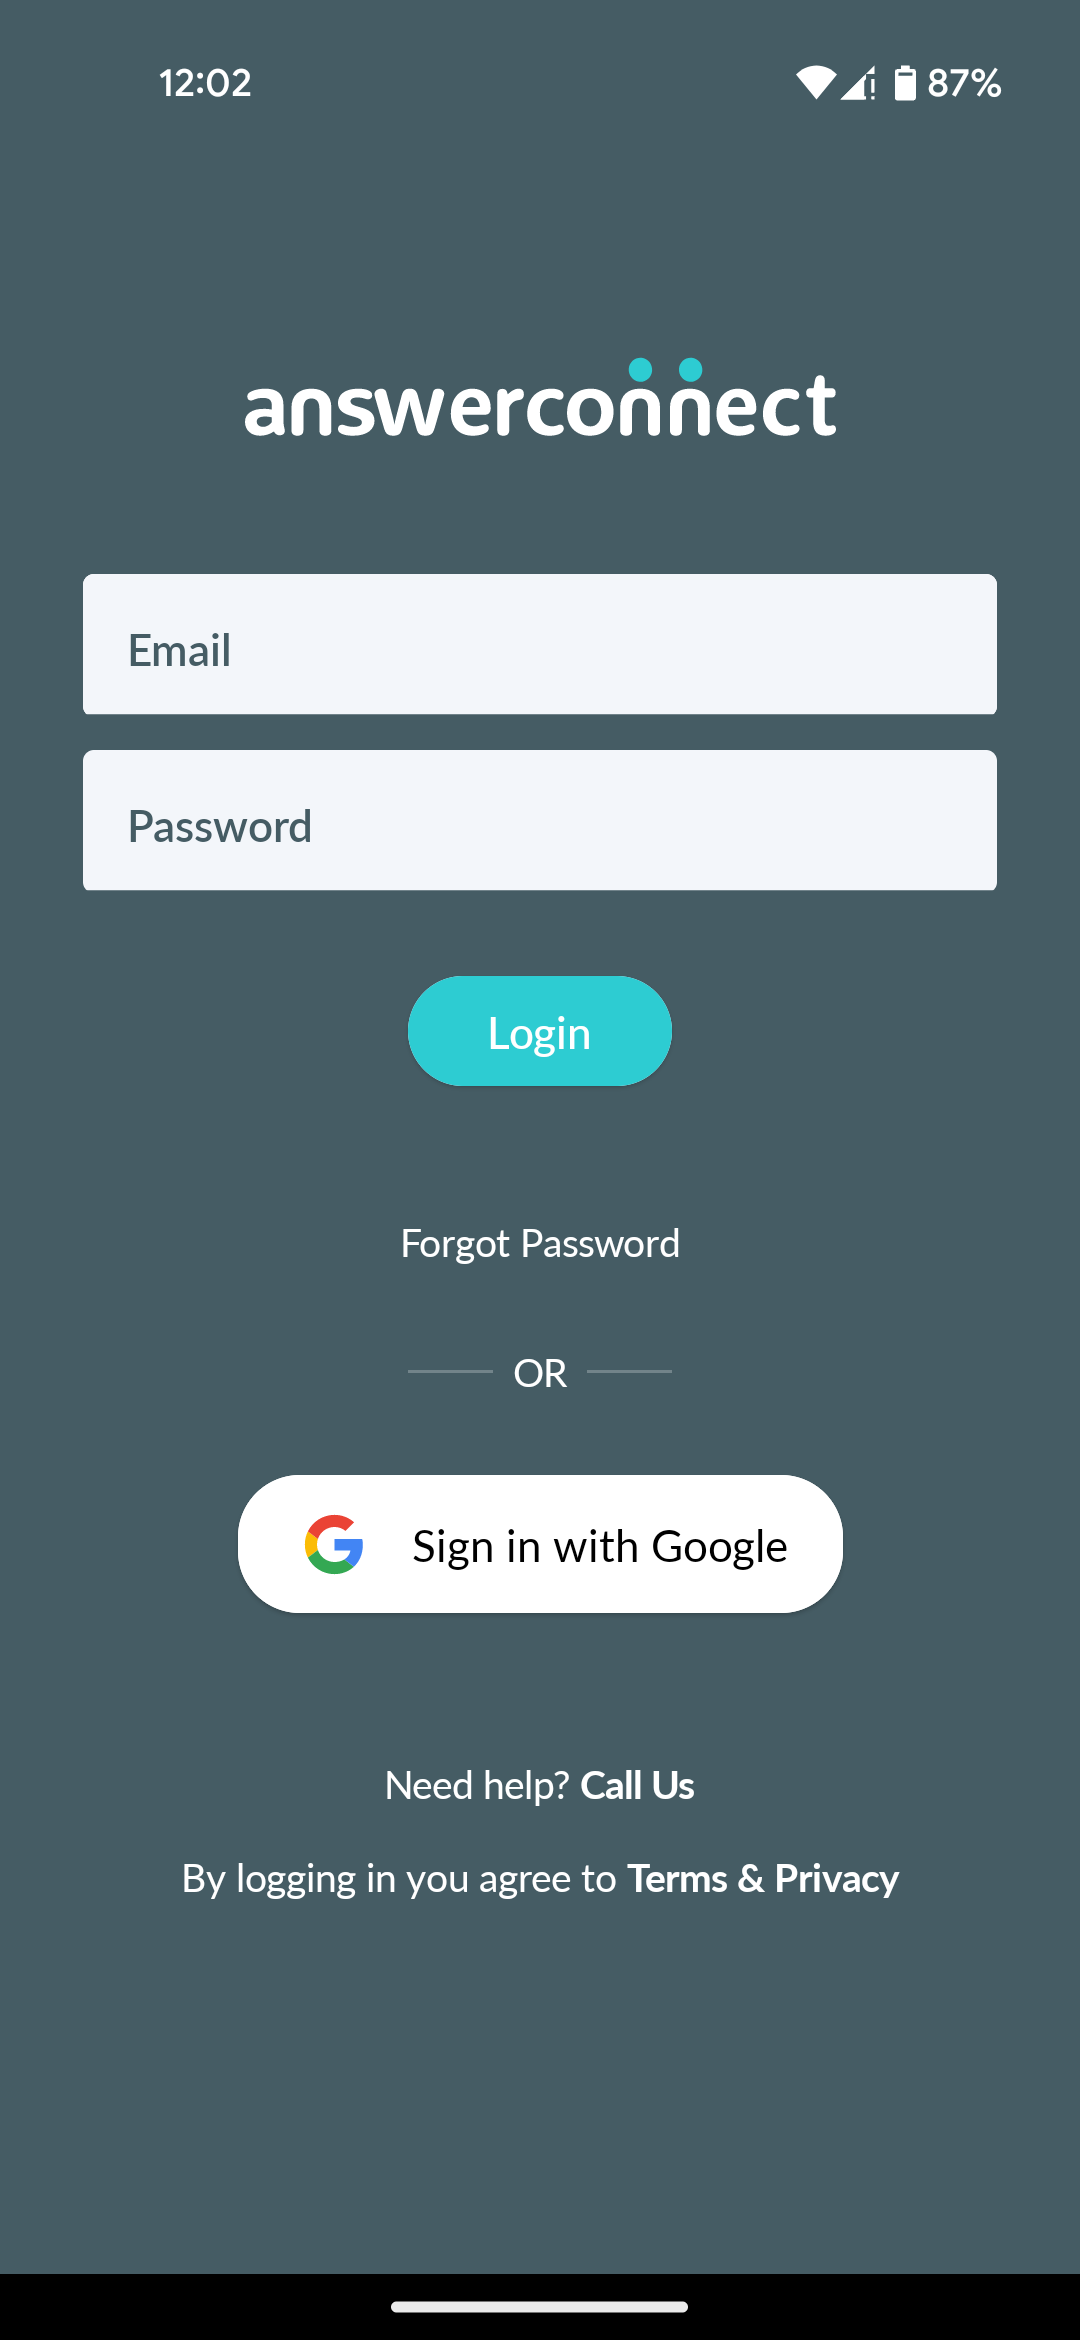 12:02
87%
answerconnect
Email
Password
Login
Forgot Password
OR
Sign in with Google
Need help? Call Us
By logging in you agree to Terms & Privacy